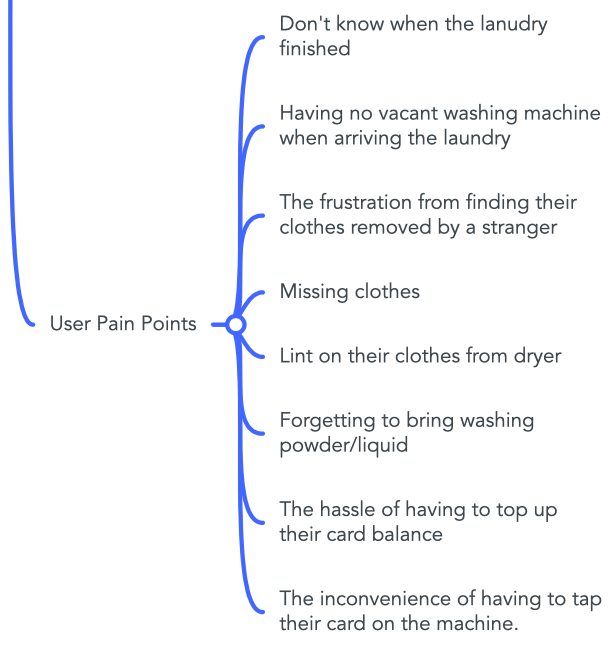 Don't know when the lanudry
finished
Having no vacant washing machine
when arriving the laundry
The frustration from finding their
clothes removed by a stranger
Missing clothes
User Pain Points
Lint on their clothes from dryer
Forgetting to bring washing
powder/liquid
The hassle of having to top up
their card balance
The inconvenience of having to tap
their card on the machine.